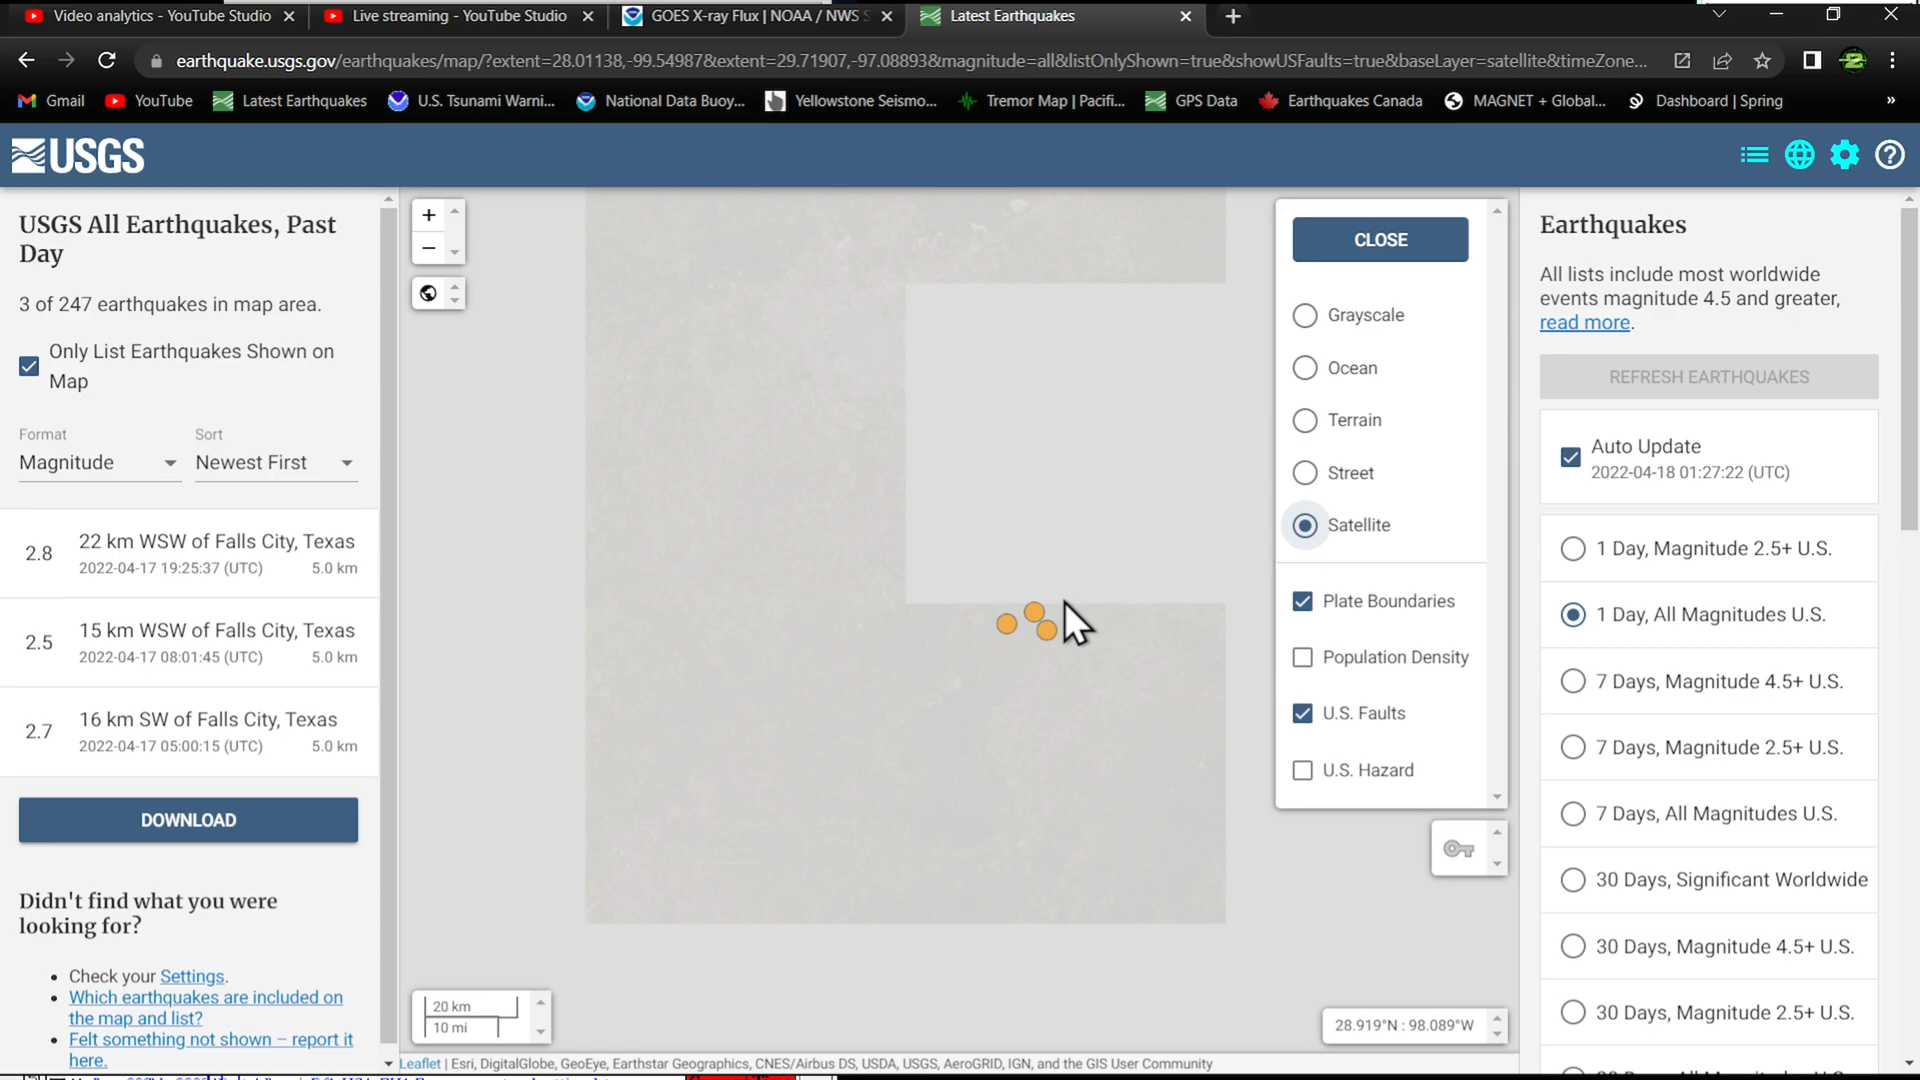 Video analytics - YouTube Studio
Live streaming - YouTube Studio
GOES X-ray Flux | NOAA / NWS S
Latest Earthquakes
earthquake.usgs.gov/earthquakes/map/?extent=28.01138,-99.54987&extent=29.71907,-97.08893&magnitude=all&listOnlyShown=true&showUSFaults=true&baseLayer=satellite&timeZone...
Gmail
YouTube
Latest Earthquakes
U.S. Tsunami Warni...
National Data Buoy...
Yellowstone Seismo...
Tremor Map | Pacifi...
GPS Data
Earthquakes Canada
MAGNET + Global...
Dashboard | Spring
»
USGS
USGS All Earthquakes, Past
Day
3 of 247 earthquakes in map area.
Only List Earthquakes Shown on
Map
Format
Sort
Magnitude
Newest First
2.8
22 km WSW of Falls City, Texas
2022-04-17 19:25:37 (UTC)
5.0 km
2.5
15 km WSW of Falls City, Texas
2022-04-17 08:01:45 (UTC)
5.0 km
2.7
16 km SW of Falls City, Texas
2022-04-17 05:00:15 (UTC)
5.0 km
DOWNLOAD
Didn't find what you were
looking for?
• Check your Settings.
• Which earthquakes are included on
the map and list?
• Felt something not shown – report it
here.
+
−
20 km
10 mi
CLOSE
Grayscale
Ocean
Terrain
Street
Satellite
Plate Boundaries
Population Density
U.S. Faults
U.S. Hazard
28.919°N : 98.089°W
Leaflet | Esri, DigitalGlobe, GeoEye, Earthstar Geographics, CNES/Airbus DS, USDA, USGS, AeroGRID, IGN, and the GIS User Community
Earthquakes
All lists include most worldwide
events magnitude 4.5 and greater,
read more.
REFRESH EARTHQUAKES
Auto Update
2022-04-18 01:27:22 (UTC)
1 Day, Magnitude 2.5+ U.S.
1 Day, All Magnitudes U.S.
7 Days, Magnitude 4.5+ U.S.
7 Days, Magnitude 2.5+ U.S.
7 Days, All Magnitudes U.S.
30 Days, Significant Worldwide
30 Days, Magnitude 4.5+ U.S.
30 Days, Magnitude 2.5+ U.S.